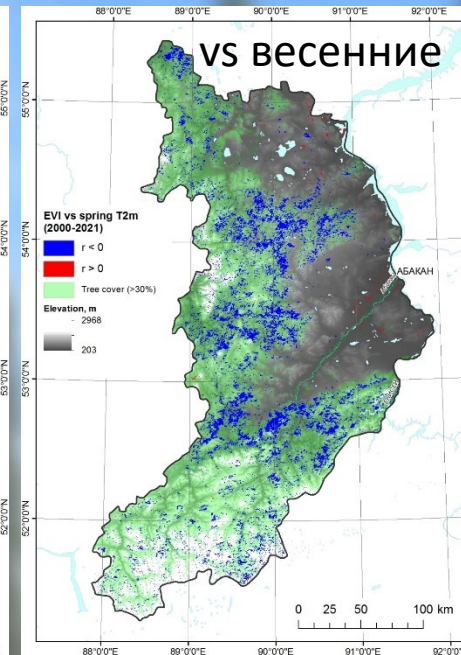 88°0'0"E 89°0'0"E 90°0'0"E 91°0'0"E 92°0'0"E
vs весенние
55°0'0"N
54°0'0"N
53°0'0"N
52°0'0"N
EVI vs spring T2m
(2000-2021)
r < 0
r > 0
Tree cover (>30%)
Elevation, m
2968
203
АБАКАН
0 25 50 100 km
88°0'0"E 89°0'0"E 90°0'0"E 91°0'0"E 92°0'0"E